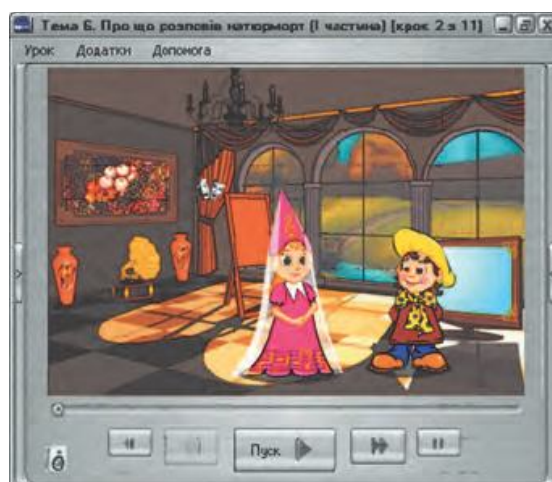 Тема 6. Про що розповів натюрморт (I частина) [крок 2 з 11]
Урок Додатки Допомога
Пуск